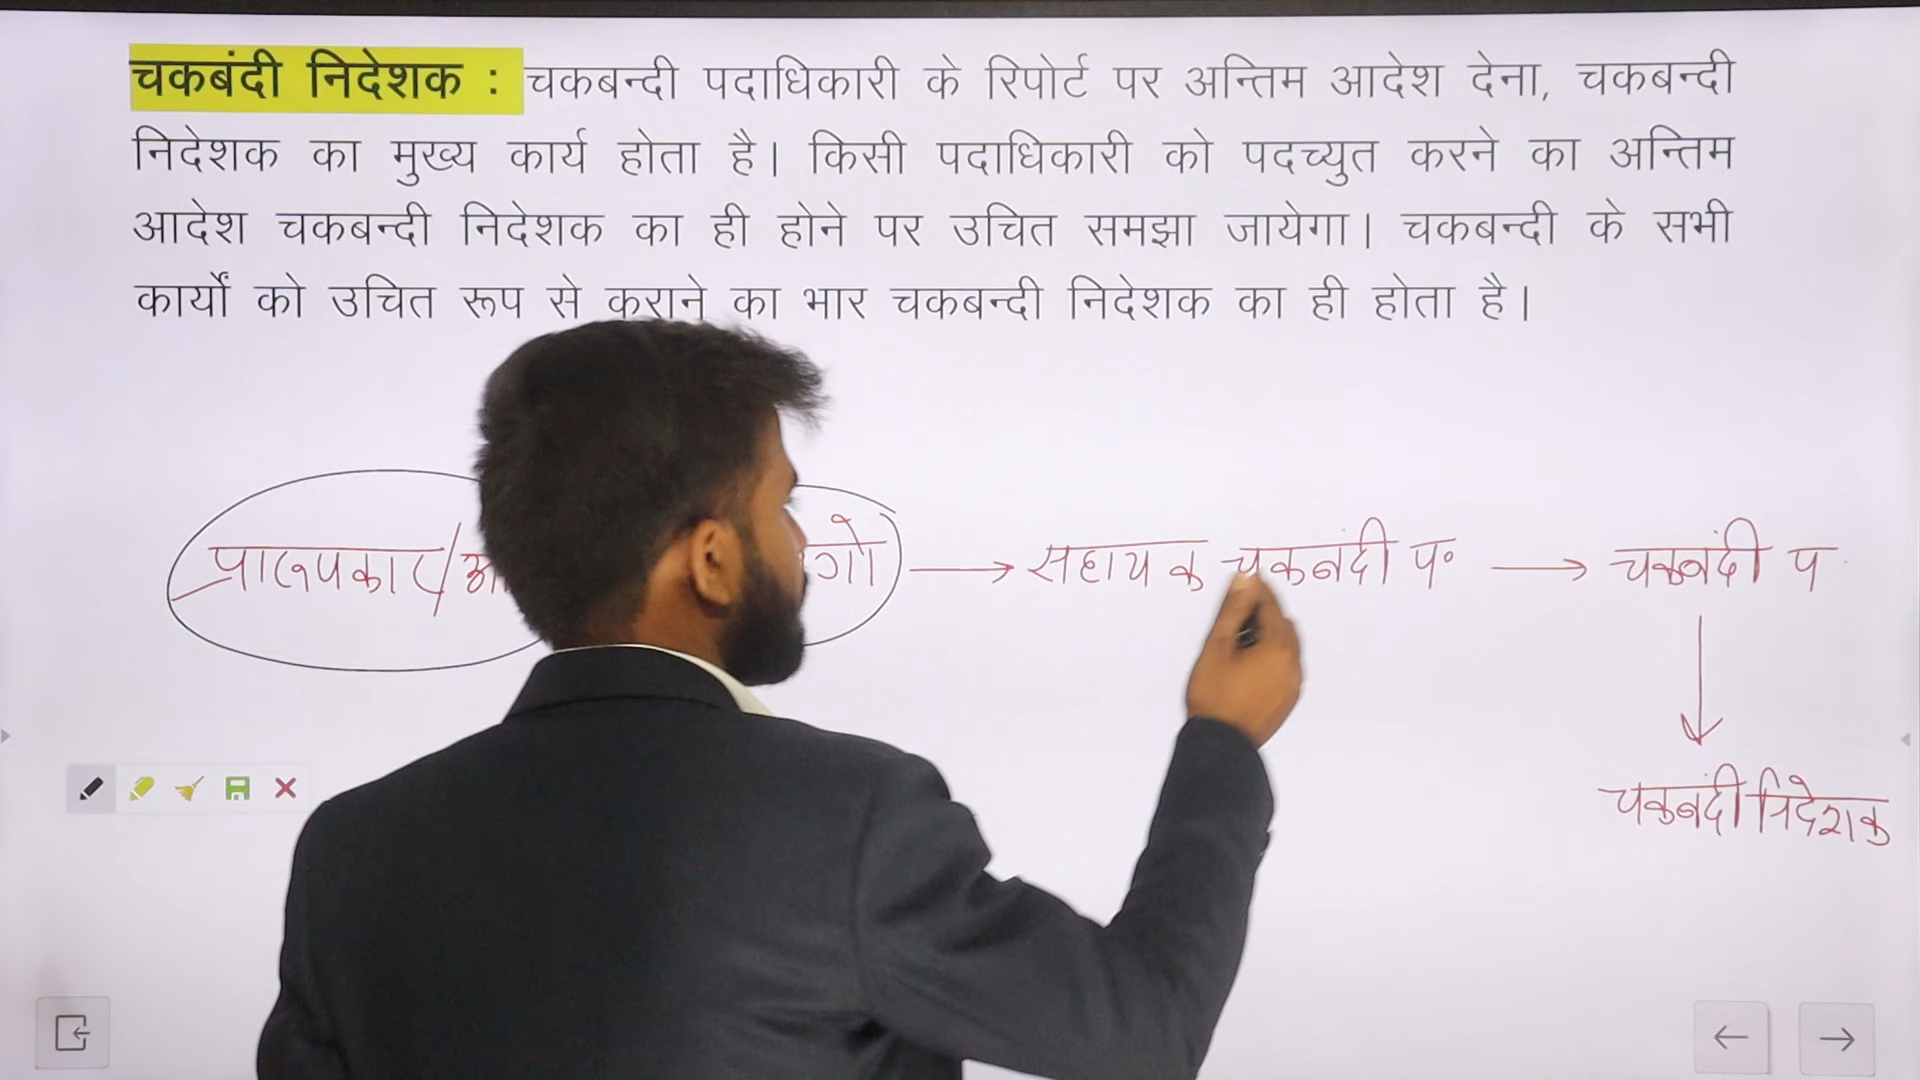 चकबंदी निदेशक : चकबन्दी पदाधिकारी के रिपोर्ट पर अन्तिम आदेश देना, चकबन्दी
निदेशक का मुख्य कार्य होता है। किसी पदाधिकारी को पदच्युत करने का अन्तिम
आदेश चकबन्दी निदेशक का ही होने पर उचित समझा जायेगा। चकबन्दी के सभी
कार्यों को उचित रूप से कराने का भार चकबन्दी निदेशक का ही होता है।
प्रारूपकार/ → सहायक चकबंदी प॰ → चकबंदी प
चकबंदी निदेशक